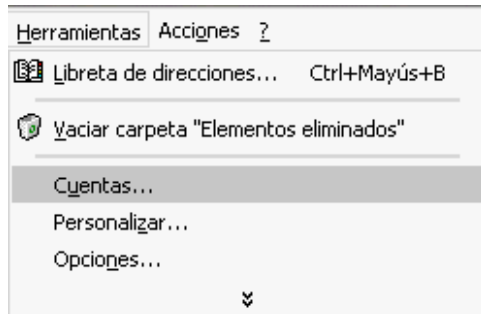 Herramientas Acciones ?
Libreta de direcciones... Ctrl+Mayús+B
Vaciar carpeta "Elementos eliminados"
Cuentas...
Personalizar...
Opciones...